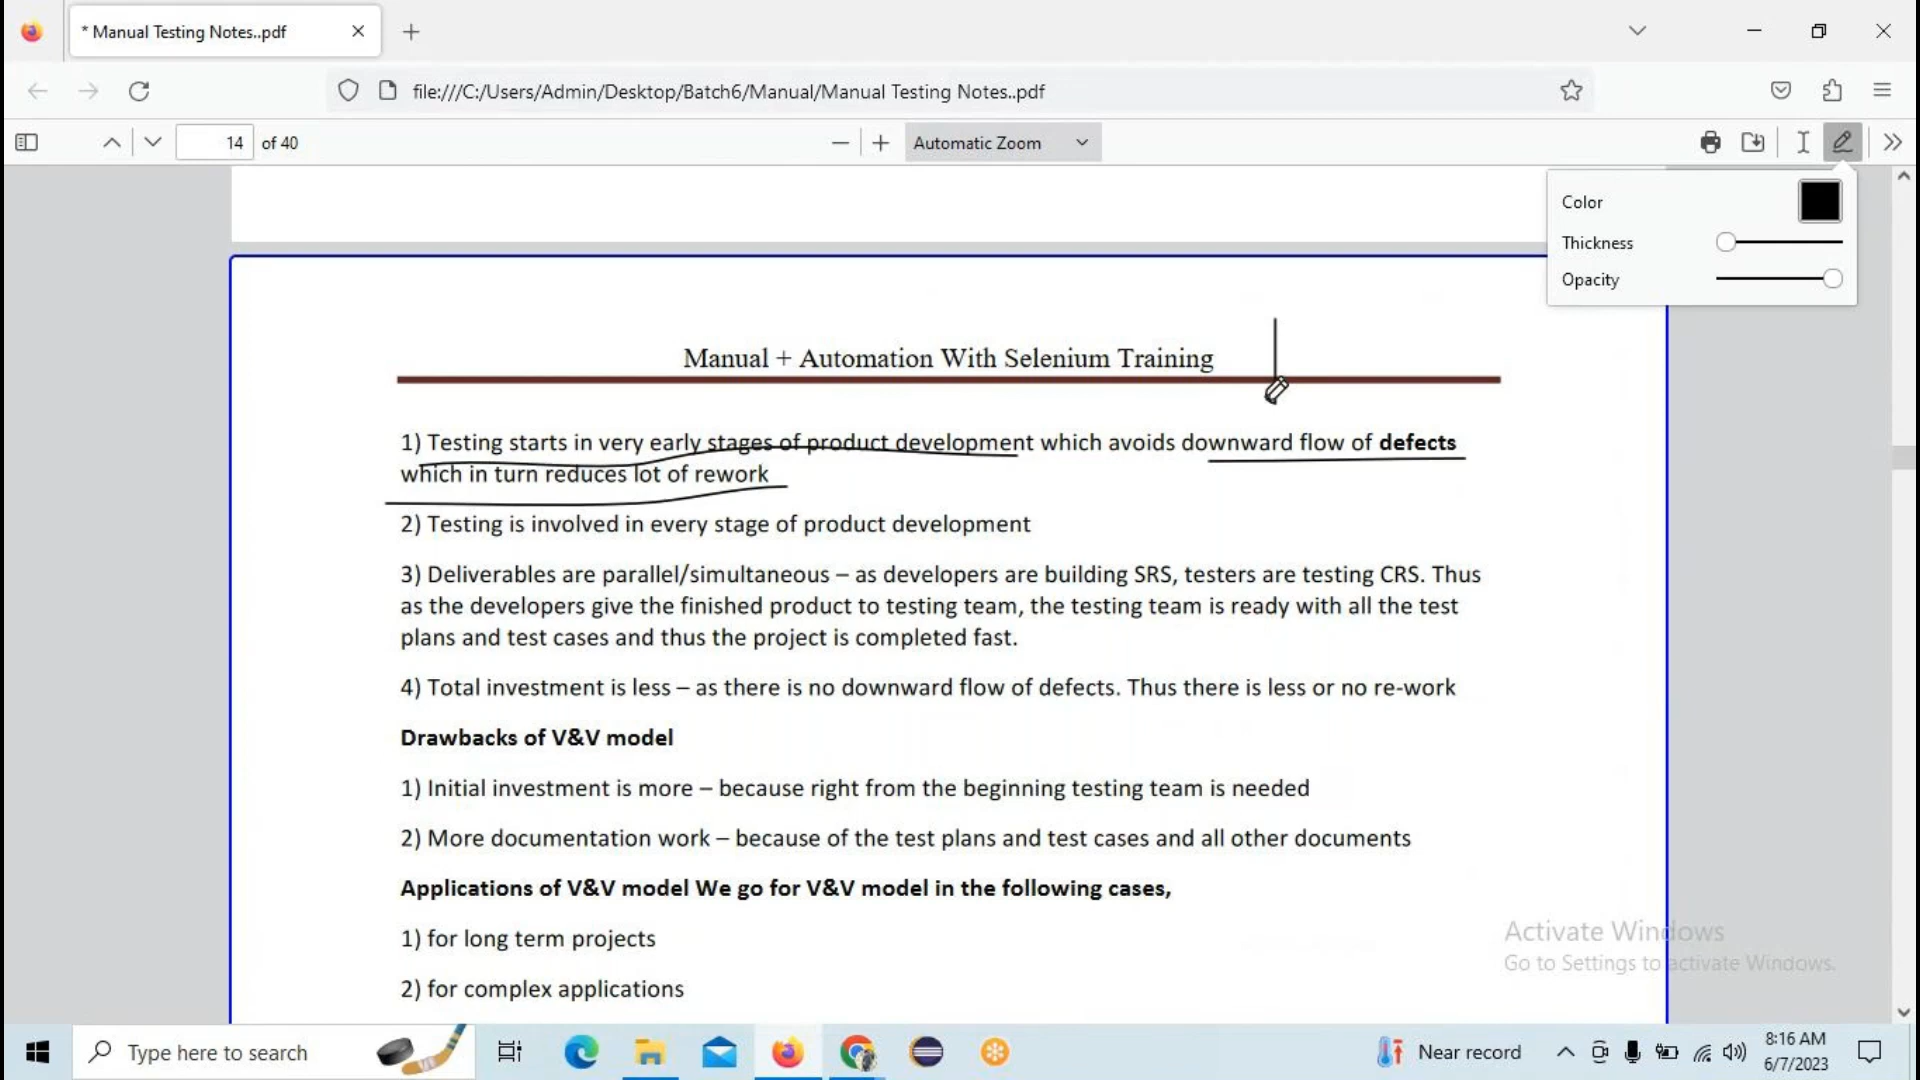 * Manual Testing Notes..pdf
file:///C:/Users/Admin/Desktop/Batch6/Manual/Manual Testing Notes..pdf
14 of 40
Automatic Zoom
Color
Thickness
Opacity
Manual + Automation With Selenium Training
1) Testing starts in very early stages of product development which avoids downward flow of defects
which in turn reduces lot of rework
2) Testing is involved in every stage of product development
3) Deliverables are parallel/simultaneous – as developers are building SRS, testers are testing CRS. Thus
as the developers give the finished product to testing team, the testing team is ready with all the test
plans and test cases and thus the project is completed fast.
4) Total investment is less – as there is no downward flow of defects. Thus there is less or no re-work
Drawbacks of V&V model
1) Initial investment is more – because right from the beginning testing team is needed
2) More documentation work – because of the test plans and test cases and all other documents
Applications of V&V model We go for V&V model in the following cases,
1) for long term projects
2) for complex applications
Activate Windows
Go to Settings to activate Windows.
Type here to search
Near record
8:16 AM
6/7/2023